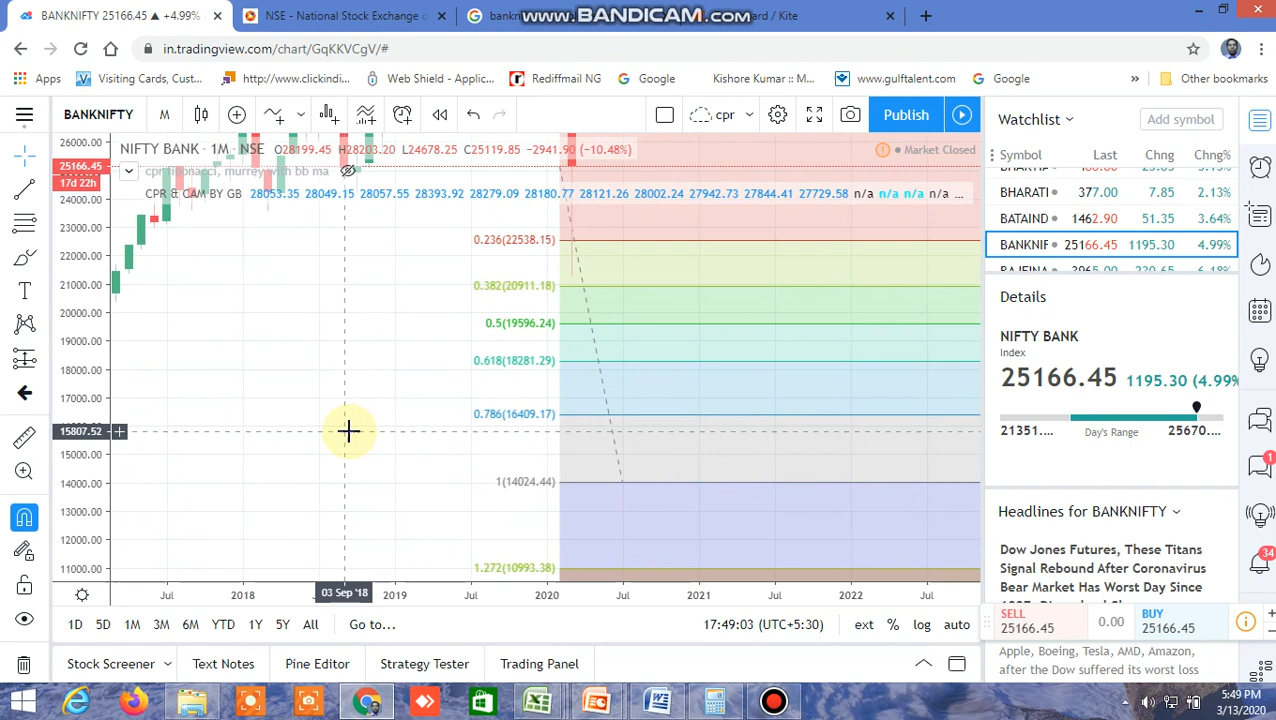 BANKNIFTY 25166.45 ▲ +4.99%
NSE - National Stock Exchange o
bankn
www.BANDICAM.com
ard / Kite
in.tradingview.com/chart/GqKKVCgV/#
Apps
Visiting Cards, Cust...
http://www.clickindi...
Web Shield - Applic...
Rediffmail NG
Google
Kishore Kumar :: M...
www.gulftalent.com
Google
»
Other bookmarks
BANKNIFTY
M
cpr
Publish
NIFTY BANK · 1M · NSE O28199.45 H28203.20 L24678.25 C25119.85 -2941.90 (-10.48%)
Market Closed
cpr fibonacci, murrey with bb ma
CPR & CAM BY GB 28053.35 28049.15 28057.55 28393.92 28279.09 28180.77 28121.26 28002.24 27942.73 27844.41 27729.58 n/a n/a n/a n/a ...
26000.00
25166.45
17d 22h
24000.00
23000.00
22000.00
21000.00
20000.00
19000.00
18000.00
17000.00
15807.52
15000.00
14000.00
13000.00
12000.00
11000.00
0.236(22538.15)
0.382(20911.18)
0.5(19596.24)
0.618(18281.29)
0.786(16409.17)
1(14024.44)
1.272(10993.38)
Jul
2018
03 Sep '18
2019
Jul
2020
Jul
2021
Jul
2022
Jul
1D 5D 1M 3M 6M YTD 1Y 5Y All
Go to...
17:49:03 (UTC+5:30)
ext % log auto
Stock Screener
Text Notes
Pine Editor
Strategy Tester
Trading Panel
Watchlist
Add symbol
Symbol Last Chng Chng%
BHARATI 377.00 7.85 2.13%
BATAIND 1462.90 51.35 3.64%
BANKNIF 25166.45 1195.30 4.99%
Details
NIFTY BANK
Index
25166.45 1195.30 (4.99%
21351.... Day's Range 25670....
Headlines for BANKNIFTY
Dow Jones Futures, These Titans
Signal Rebound After Coronavirus
Bear Market Has Worst Day Since
SELL
25166.45
0.00
BUY
25166.45
Apple, Boeing, Tesla, AMD, Amazon,
after the Dow suffered its worst loss
1
34
5:49 PM
3/13/2020